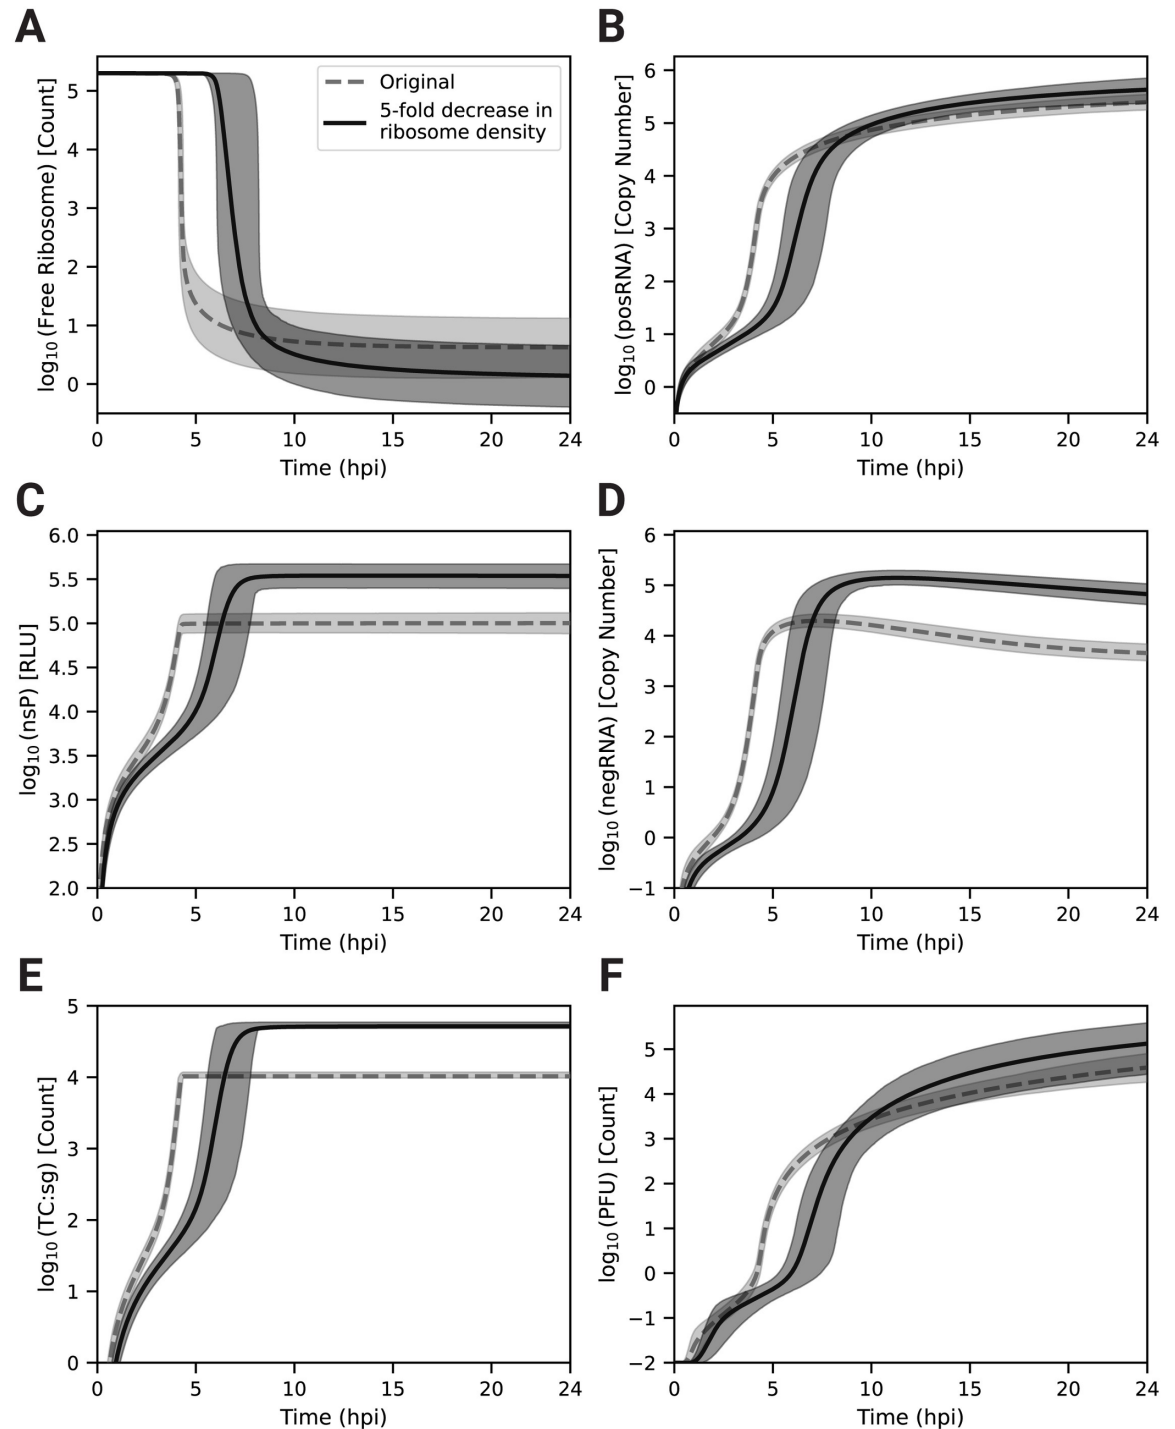 A
log₁₀(Free Ribosome) [Count]
5
4
3
2
1
0
Original
5-fold decrease in
ribosome density
0 5 10 15 20 24
Time (hpi)
B
log₁₀(posRNA) [Copy Number]
6
5
4
3
2
1
0
0 5 10 15 20 24
Time (hpi)
C
log₁₀(nsP) [RLU]
6.0
5.5
5.0
4.5
4.0
3.5
3.0
2.5
2.0
0 5 10 15 20 24
Time (hpi)
D
log₁₀(negRNA) [Copy Number]
6
5
4
3
2
1
0
−1
0 5 10 15 20 24
Time (hpi)
E
log₁₀(TC:sg) [Count]
5
4
3
2
1
0
0 5 10 15 20 24
Time (hpi)
F
log₁₀(PFU) [Count]
5
4
3
2
1
0
−1
−2
0 5 10 15 20 24
Time (hpi)